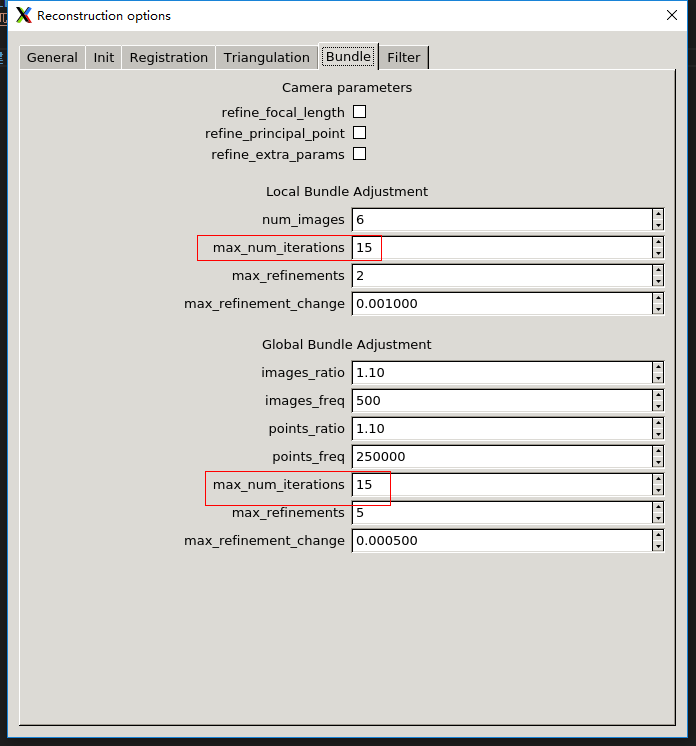 Reconstruction options
General Init Registration Triangulation Bundle Filter
Camera parameters
refine_focal_length
refine_principal_point
refine_extra_params
Local Bundle Adjustment
num_images 6
max_num_iterations 15
max_refinements 2
max_refinement_change 0.001000
Global Bundle Adjustment
images_ratio 1.10
images_freq 500
points_ratio 1.10
points_freq 250000
max_num_iterations 15
max_refinements 5
max_refinement_change 0.000500